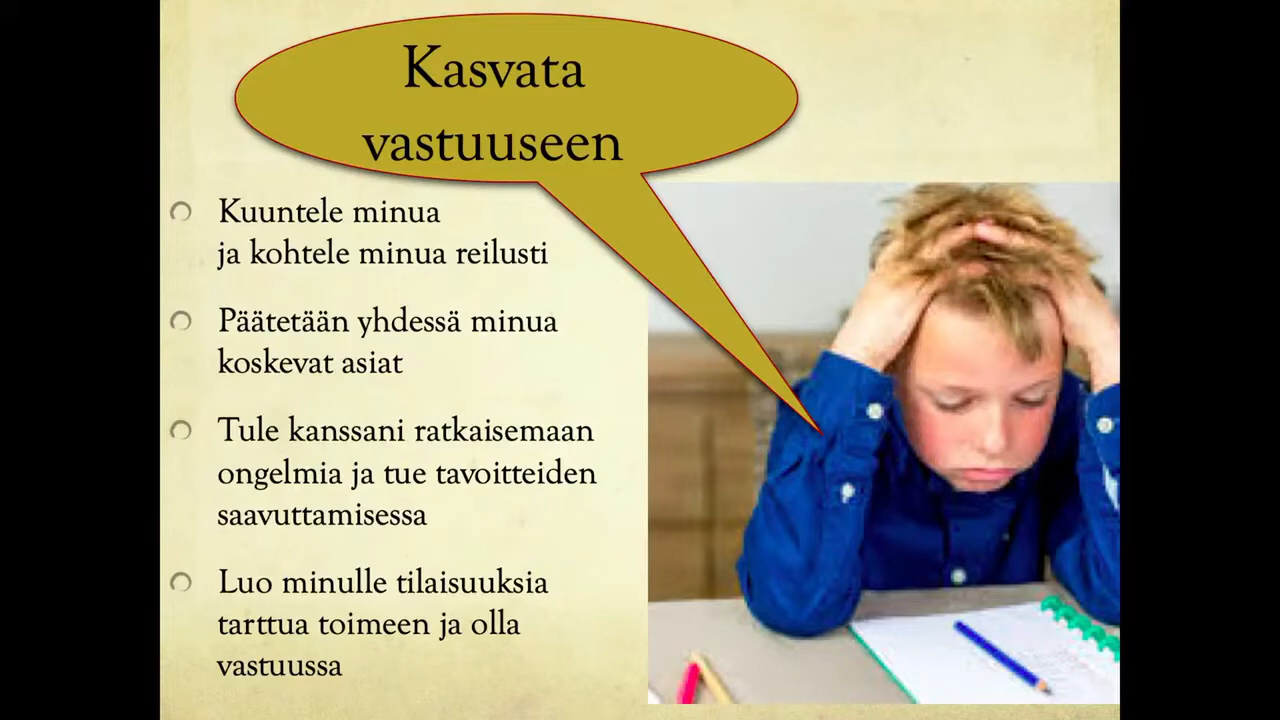 Kasvata
vastuuseen
Kuuntele minua
ja kohtele minua reilusti
Päätetään yhdessä minua
koskevat asiat
Tule kanssani ratkaisemaan
ongelmia ja tue tavoitteiden
saavuttamisessa
Luo minulle tilaisuuksia
tarttua toimeen ja olla
vastuussa